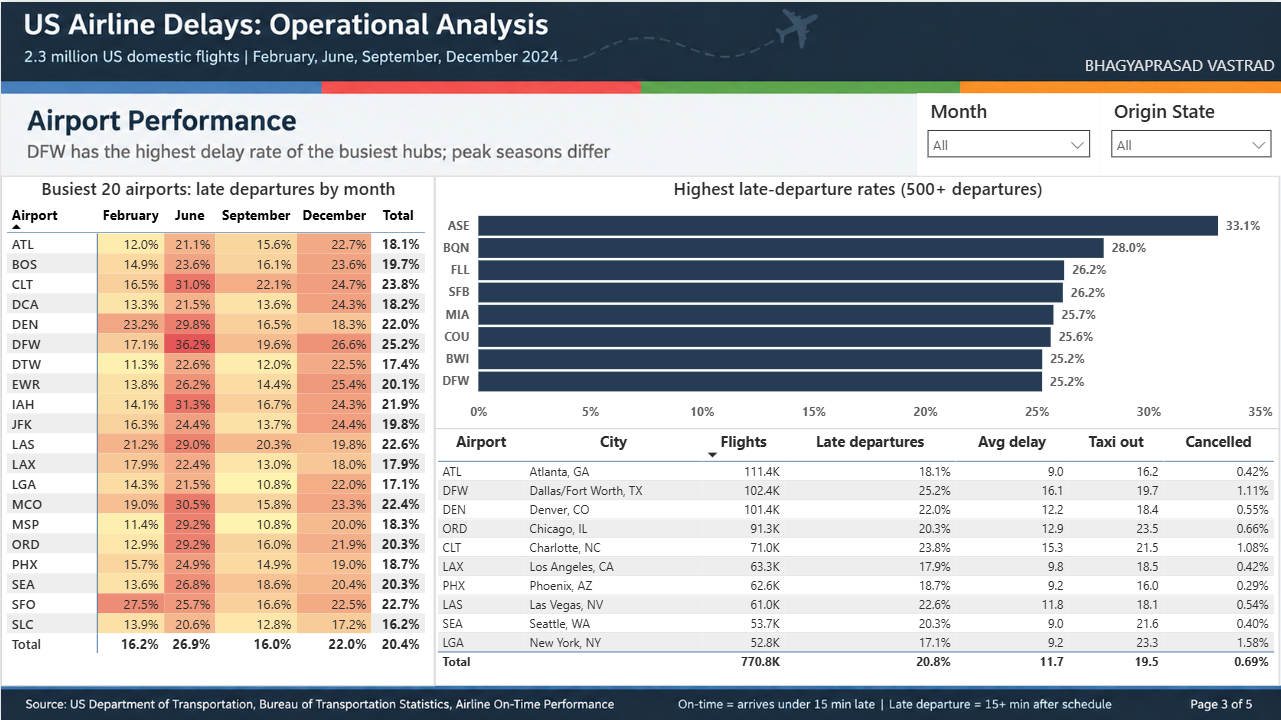 US Airline Delays: Operational Analysis
2.3 million US domestic flights | February, June, September, December 2024
BHAGYAPRASAD VASTRAD
Airport Performance
DFW has the highest delay rate of the busiest hubs; peak seasons differ
Month
All
Origin State
All
Busiest 20 airports: late departures by month
Airport February June September December Total
ATL 12.0% 21.1% 15.6% 22.7% 18.1%
BOS 14.9% 23.6% 16.1% 23.6% 19.7%
CLT 16.5% 31.0% 22.1% 24.7% 23.8%
DCA 13.3% 21.5% 13.6% 24.3% 18.2%
DEN 23.2% 29.8% 16.5% 18.3% 22.0%
DFW 17.1% 36.2% 19.6% 26.6% 25.2%
DTW 11.3% 22.6% 12.0% 22.5% 17.4%
EWR 13.8% 26.2% 14.4% 25.4% 20.1%
IAH 14.1% 31.3% 16.7% 24.3% 21.9%
JFK 16.3% 24.4% 13.7% 24.4% 19.8%
LAS 21.2% 29.0% 20.3% 19.8% 22.6%
LAX 17.9% 22.4% 13.0% 18.0% 17.9%
LGA 14.3% 21.5% 10.8% 22.0% 17.1%
MCO 19.0% 30.5% 15.8% 23.3% 22.4%
MSP 11.4% 29.2% 10.8% 20.0% 18.3%
ORD 12.9% 29.2% 16.0% 21.9% 20.3%
PHX 15.7% 24.9% 14.9% 19.0% 18.7%
SEA 13.6% 26.8% 18.6% 20.4% 20.3%
SFO 27.5% 25.7% 16.6% 22.5% 22.7%
SLC 13.9% 20.6% 12.8% 17.2% 16.2%
Total 16.2% 26.9% 16.0% 22.0% 20.4%
Highest late-departure rates (500+ departures)
ASE 33.1%
BQN 28.0%
FLL 26.2%
SFB 26.2%
MIA 25.7%
COU 25.6%
BWI 25.2%
DFW 25.2%
0% 5% 10% 15% 20% 25% 30% 35%
Airport City Flights Late departures Avg delay Taxi out Cancelled
ATL Atlanta, GA 111.4K 18.1% 9.0 16.2 0.42%
DFW Dallas/Fort Worth, TX 102.4K 25.2% 16.1 19.7 1.11%
DEN Denver, CO 101.4K 22.0% 12.2 18.4 0.55%
ORD Chicago, IL 91.3K 20.3% 12.9 23.5 0.66%
CLT Charlotte, NC 71.0K 23.8% 15.3 21.5 1.08%
LAX Los Angeles, CA 63.3K 17.9% 9.8 18.5 0.42%
PHX Phoenix, AZ 62.6K 18.7% 9.2 16.0 0.29%
LAS Las Vegas, NV 61.0K 22.6% 11.8 18.1 0.54%
SEA Seattle, WA 53.7K 20.3% 9.0 21.6 0.40%
LGA New York, NY 52.8K 17.1% 9.2 23.3 1.58%
Total 770.8K 20.8% 11.7 19.5 0.69%
Source: US Department of Transportation, Bureau of Transportation Statistics, Airline On-Time Performance
On-time = arrives under 15 min late | Late departure = 15+ min after schedule
Page 3 of 5